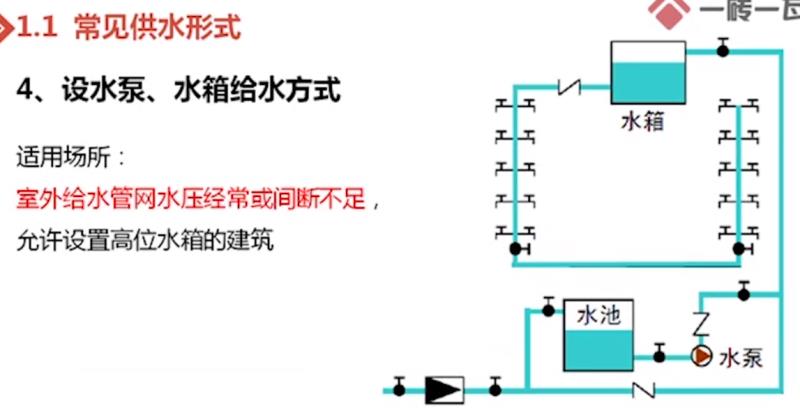 一砖一瓦
1.1 常见供水形式
4、设水泵、水箱给水方式
适用场所：
室外给水管网水压经常或间断不足，
允许设置高位水箱的建筑
水箱
水池
水泵